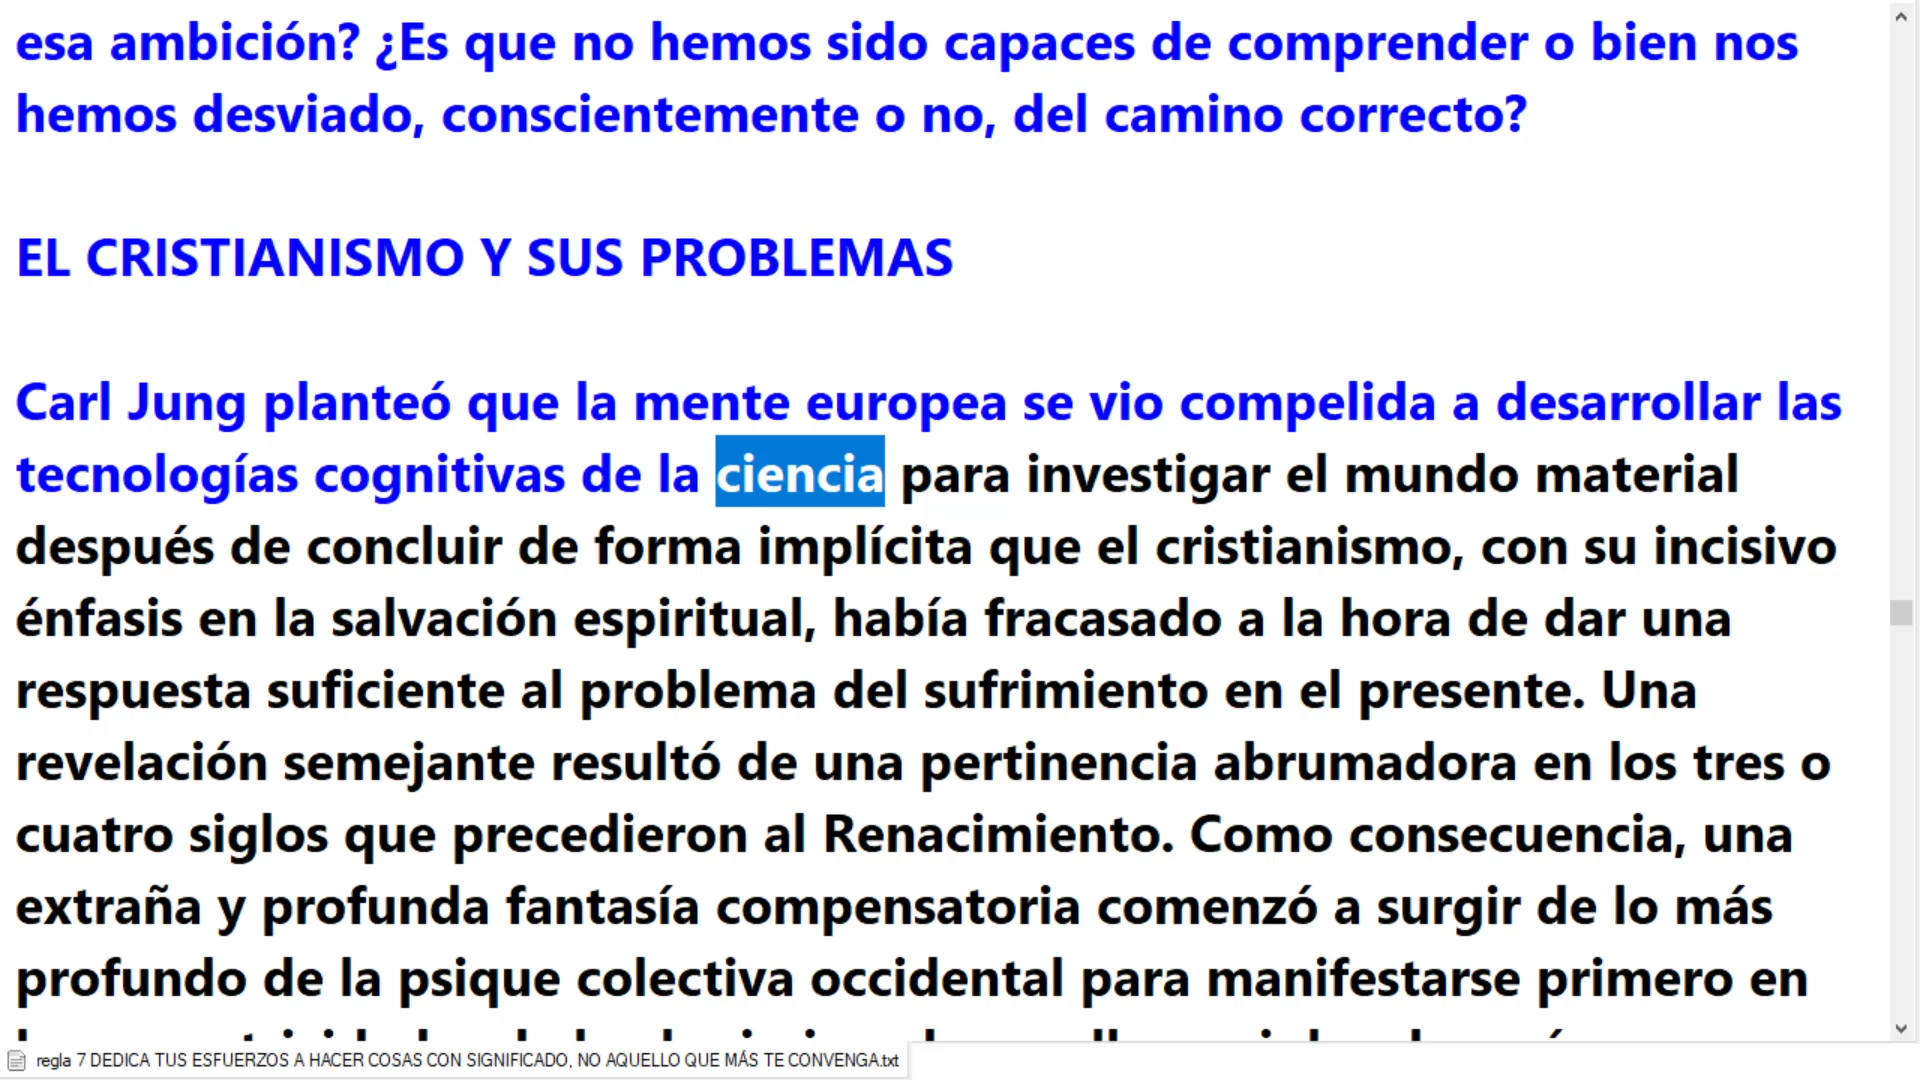 esa ambición? ¿Es que no hemos sido capaces de comprender o bien nos
hemos desviado, conscientemente o no, del camino correcto?
EL CRISTIANISMO Y SUS PROBLEMAS
Carl Jung planteó que la mente europea se vio compelida a desarrollar las
tecnologías cognitivas de la ciencia para investigar el mundo material
después de concluir de forma implícita que el cristianismo, con su incisivo
énfasis en la salvación espiritual, había fracasado a la hora de dar una
respuesta suficiente al problema del sufrimiento en el presente. Una
revelación semejante resultó de una pertinencia abrumadora en los tres o
cuatro siglos que precedieron al Renacimiento. Como consecuencia, una
extraña y profunda fantasía compensatoria comenzó a surgir de lo más
profundo de la psique colectiva occidental para manifestarse primero en
regla 7 DEDICA TUS ESFUERZOS A HACER COSAS CON SIGNIFICADO, NO AQUELLO QUE MÁS TE CONVENGA.txt